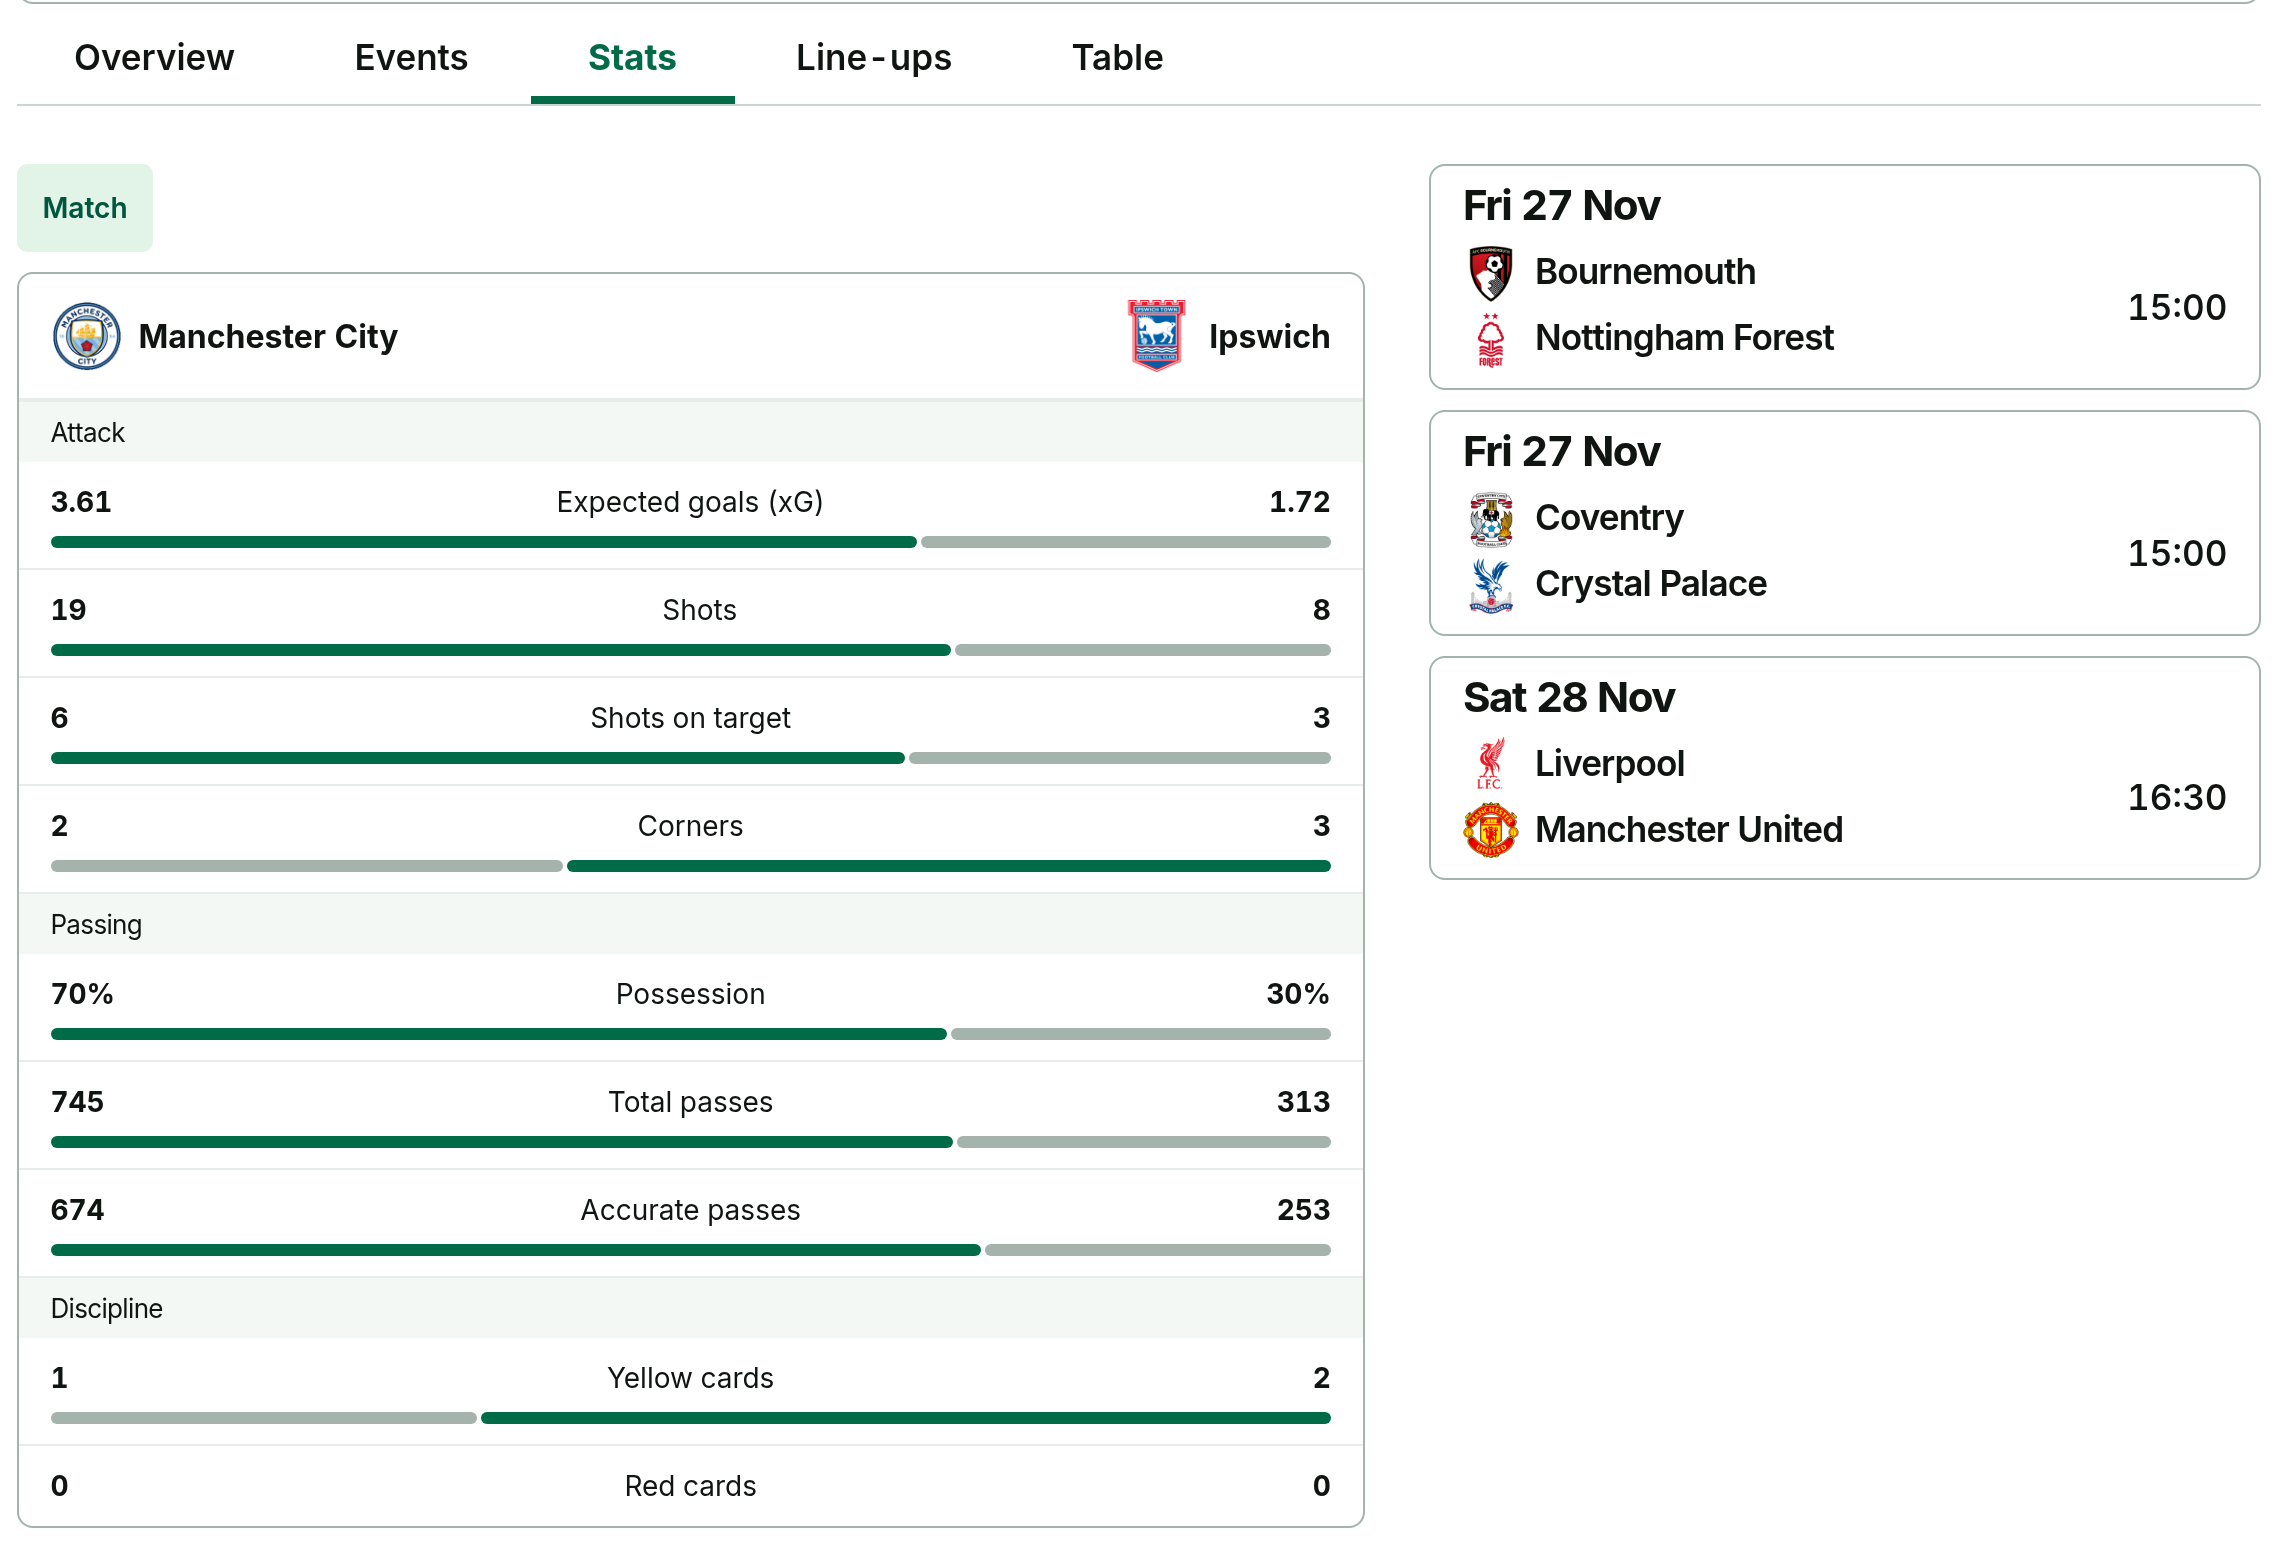 Overview Events Stats Line-ups Table
Match
Manchester City Ipswich
Attack
3.61 Expected goals (xG) 1.72
19 Shots 8
6 Shots on target 3
2 Corners 3
Passing
70% Possession 30%
745 Total passes 313
674 Accurate passes 253
Discipline
1 Yellow cards 2
0 Red cards 0
Fri 27 Nov
Bournemouth
Nottingham Forest
15:00
Fri 27 Nov
Coventry
Crystal Palace
15:00
Sat 28 Nov
Liverpool
Manchester United
16:30